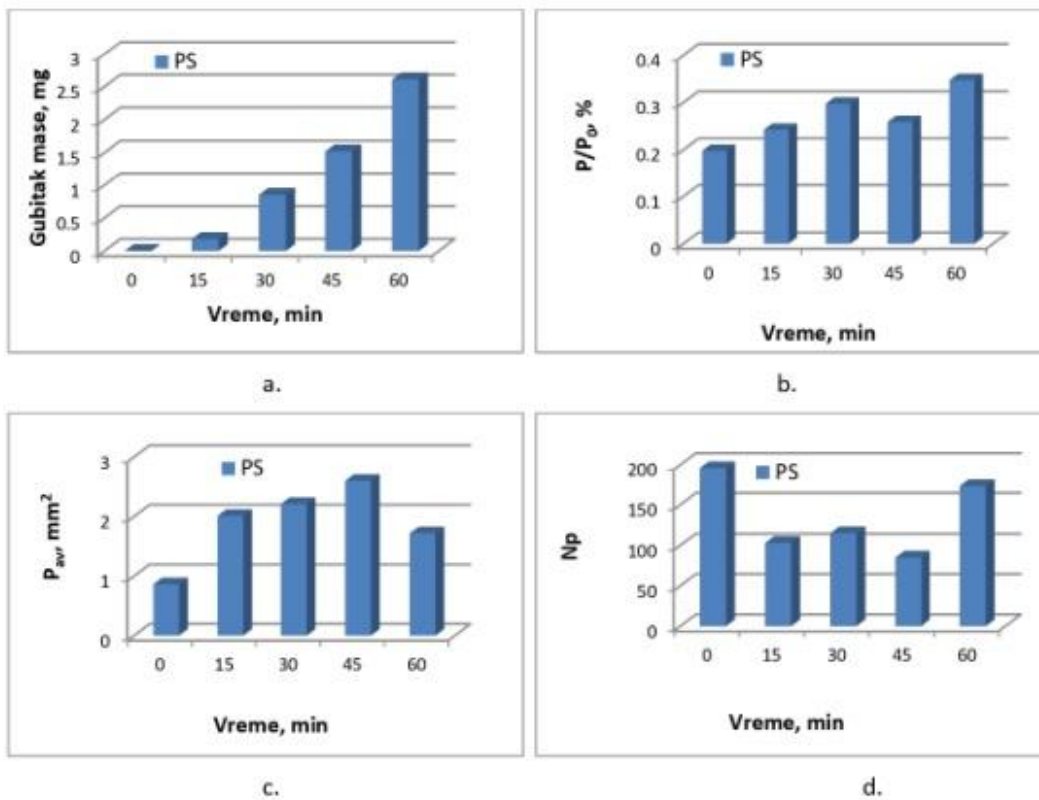 PS
Gubitak mase, mg
3
2.5
2
1.5
1
0.5
0
0 15 30 45 60
Vreme, min
a.
PS
P/P₀, %
0.4
0.3
0.2
0.1
0
0 15 30 45 60
Vreme, min
b.
PS
Pav, mm²
3
2
1
0
0 15 30 45 60
Vreme, min
c.
PS
Np
200
150
100
50
0
0 15 30 45 60
Vreme, min
d.